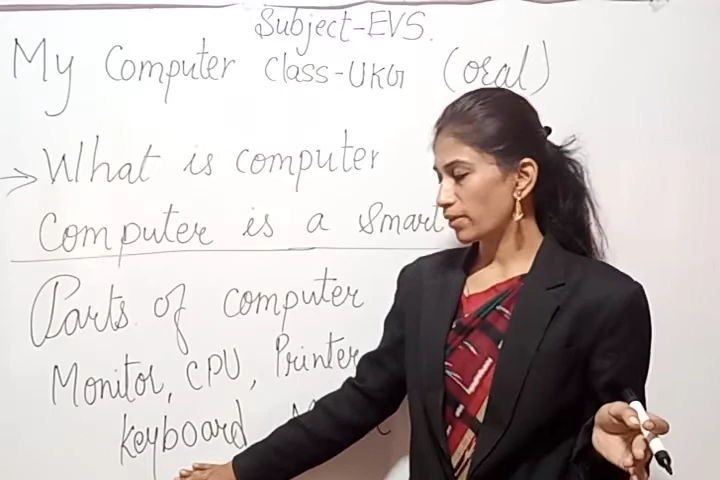 Subject-EVS.
My Computer Class-UKG (oral)
What is computer
Computer is a Smart
Parts of computer
Monitor, CPU, Printer
Keyboard